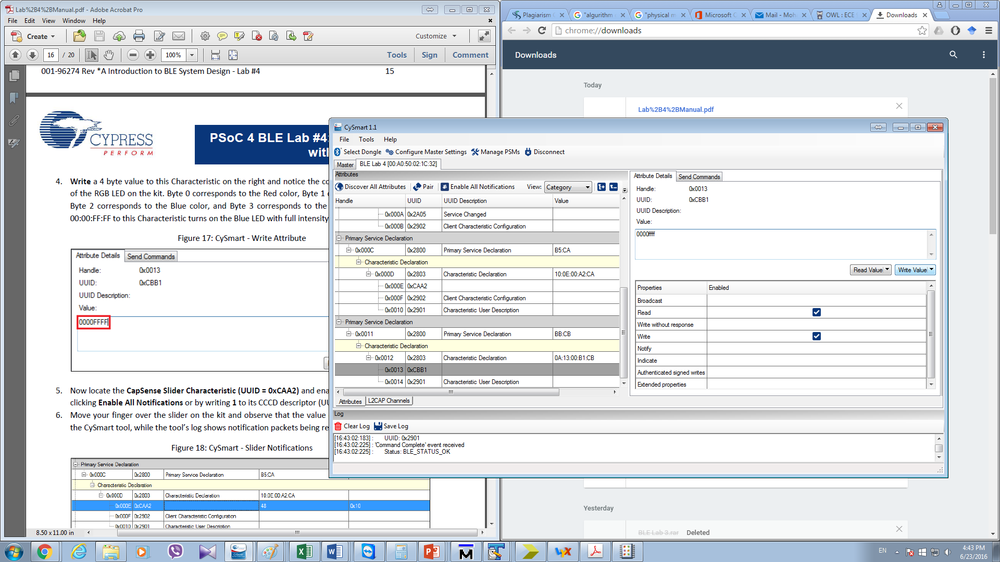 Lab%2B4%2BManual.pdf - Adobe Acrobat Pro
File Edit View Window Help
Create
Customize
16 / 20
100%
Tools Sign Comment
001-96274 Rev *A Introduction to BLE System Design - Lab #4 15
CYPRESS
PERFORM
PSoC 4 BLE Lab #4:
with
4. Write a 4 byte value to this Characteristic on the right and notice the co
of the RGB LED on the kit. Byte 0 corresponds to the Red color, Byte 1
Byte 2 corresponds to the Blue color, and Byte 3 corresponds to the
00:00:FF:FF to this Characteristic turns on the Blue LED with full intensity
Figure 17: CySmart - Write Attribute
Attribute Details Send Commands
Handle: 0x0013
UUID: 0xCBB1
UUID Description:
Value:
0000FFFF
5. Now locate the CapSense Slider Characteristic (UUID = 0xCAA2) and ena
clicking Enable All Notifications or by writing 1 to its CCCD descriptor (UU
6. Move your finger over the slider on the kit and observe that the value
the CySmart tool, while the tool's log shows notification packets being re
Figure 18: CySmart - Slider Notifications
Primary Service Declaration
0x000C 0x2800 Primary Service Declaration B5:CA
Characteristic Declaration
0x000D 0x2803 Characteristic Declaration 10:0E:00:A2:CA
0x000E 0xCAA2 48 0x10
0x000F 0x2902 Client Characteristic Configuration
0x0010 0x2901 Characteristic User Description
8.50 x 11.00 in
Plagiarism
"algurithm
"physical m
Microsoft C
Mail - Moh
OWL : ECE
Downloads
chrome://downloads
Downloads
Today
Lab%2B4%2BManual.pdf
CySmart 1.1
File Tools Help
Select Dongle Configure Master Settings Manage PSMs Disconnect
Master BLE Lab 4 [00:A0:50:02:1C:32]
Attributes
Discover All Attributes Pair Enable All Notifications View: Category
Handle UUID UUID Description Value
0x000A 0x2A05 Service Changed
0x000B 0x2902 Client Characteristic Configuration
Primary Service Declaration
0x000C 0x2800 Primary Service Declaration B5:CA
Characteristic Declaration
0x000D 0x2803 Characteristic Declaration 10:0E:00:A2:CA
0x000E 0xCAA2
0x000F 0x2902 Client Characteristic Configuration
0x0010 0x2901 Characteristic User Description
Primary Service Declaration
0x0011 0x2800 Primary Service Declaration BB:CB
Characteristic Declaration
0x0012 0x2803 Characteristic Declaration 0A:13:00:B1:CB
0x0013 0xCBB1
0x0014 0x2901 Characteristic User Description
Attributes L2CAP Channels
Attribute Details Send Commands
Handle: 0x0013
UUID: 0xCBB1
UUID Description:
Value:
0000ffff
Read Value Write Value
Properties Enabled
Broadcast
Read
Write without response
Write
Notify
Indicate
Authenticated signed writes
Extended properties
Log
Clear Log Save Log
[16:43:02:183] : UUID: 0x2901
[16:43:02:225] : 'Command Complete' event received
[16:43:02:225] : Status: BLE_STATUS_OK
Yesterday
BLE Lab 3.rar Deleted
EN
4:43 PM
6/23/2016